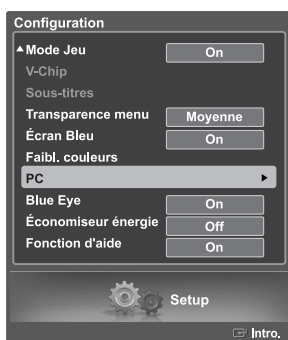 Configuration
Mode Jeu On
V-Chip
Sous-titres
Transparence menu Moyenne
Écran Bleu On
Faibl. couleurs
PC
Blue Eye On
Économiseur énergie Off
Fonction d'aide On
Setup
Intro.